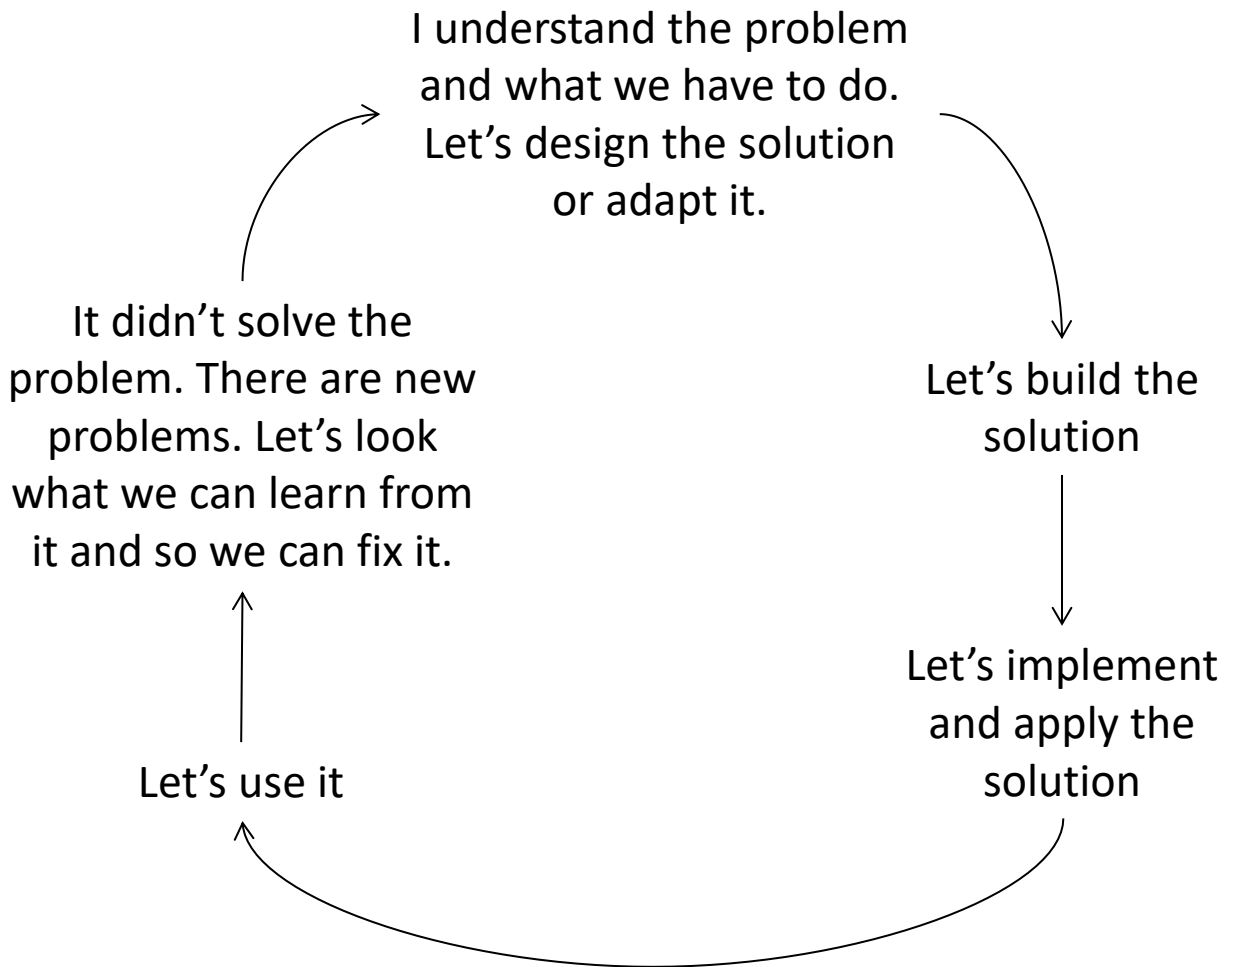 I understand the problem
and what we have to do.
Let’s design the solution
or adapt it.
Let’s build the
solution
Let’s implement
and apply the
solution
Let’s use it
It didn’t solve the
problem. There are new
problems. Let’s look
what we can learn from
it and so we can fix it.